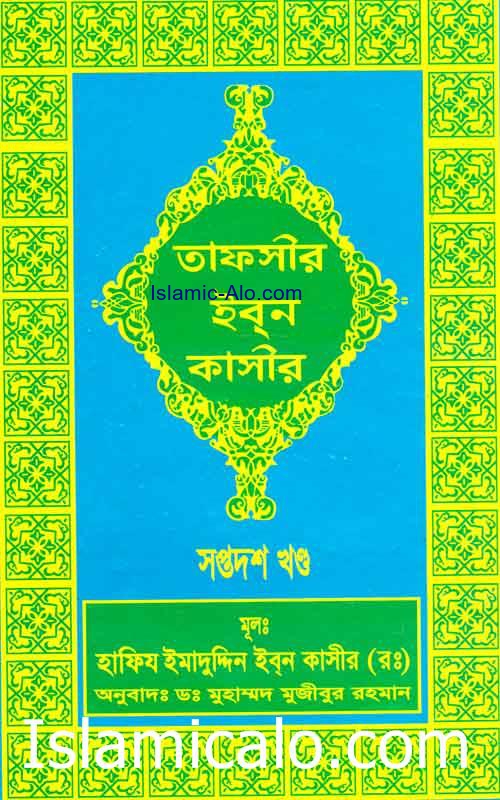 তাফসীর
Islamic-Alo.com
ইব্‌ন
কাসীর
সপ্তদশ খণ্ড
মূলঃ
হাফিয ইমাদুদ্দিন ইব্‌ন কাসীর (রঃ)
অনুবাদঃ ডঃ মুহাম্মদ মুজীবুর রহমান
Islamicalo.com